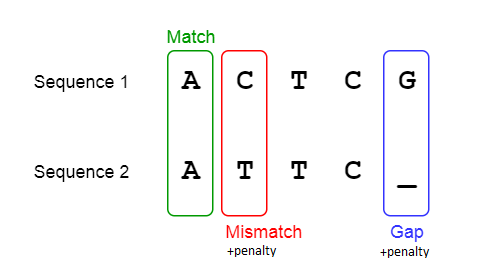 Match
Sequence 1 A C T C G
Sequence 2 A T T C _
Mismatch Gap
+penalty +penalty